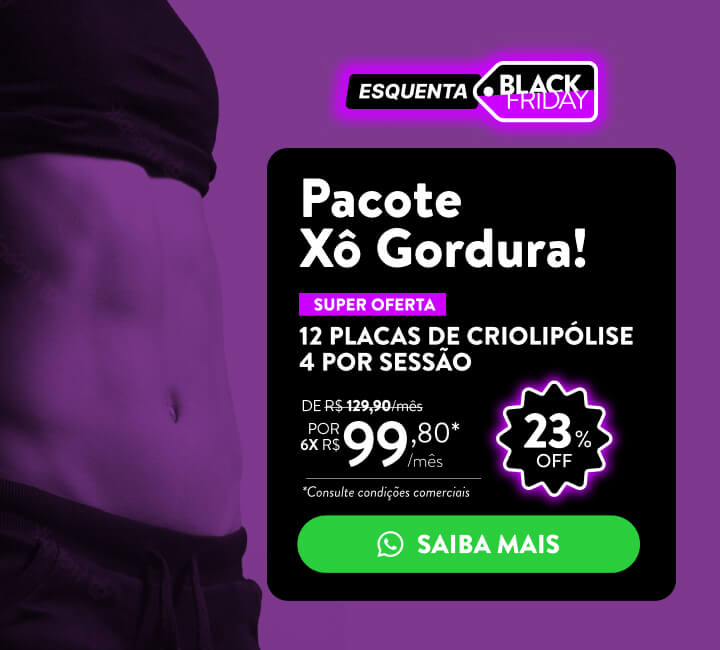 ESQUENTA BLACK
FRIDAY
Pacote
Xô Gordura!
SUPER OFERTA
12 PLACAS DE CRIOLIPÓLISE
4 POR SESSÃO
DE R$ 129,90/mês
POR
6X R$ 99,80*
/mês
23%
OFF
*Consulte condições comerciais
SAIBA MAIS